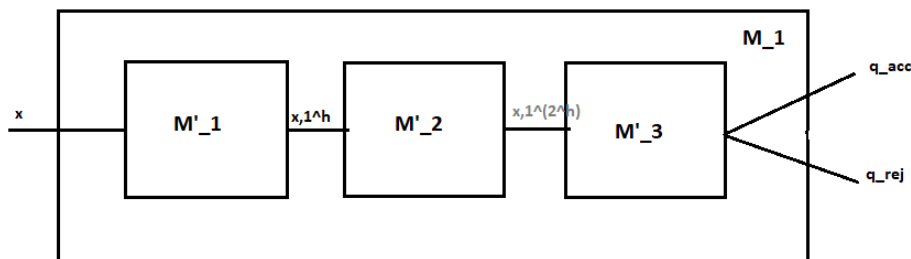 M_1
q_acc
x
M'_1
x,1^h
M'_2
x,1^(2^h)
M'_3
q_rej